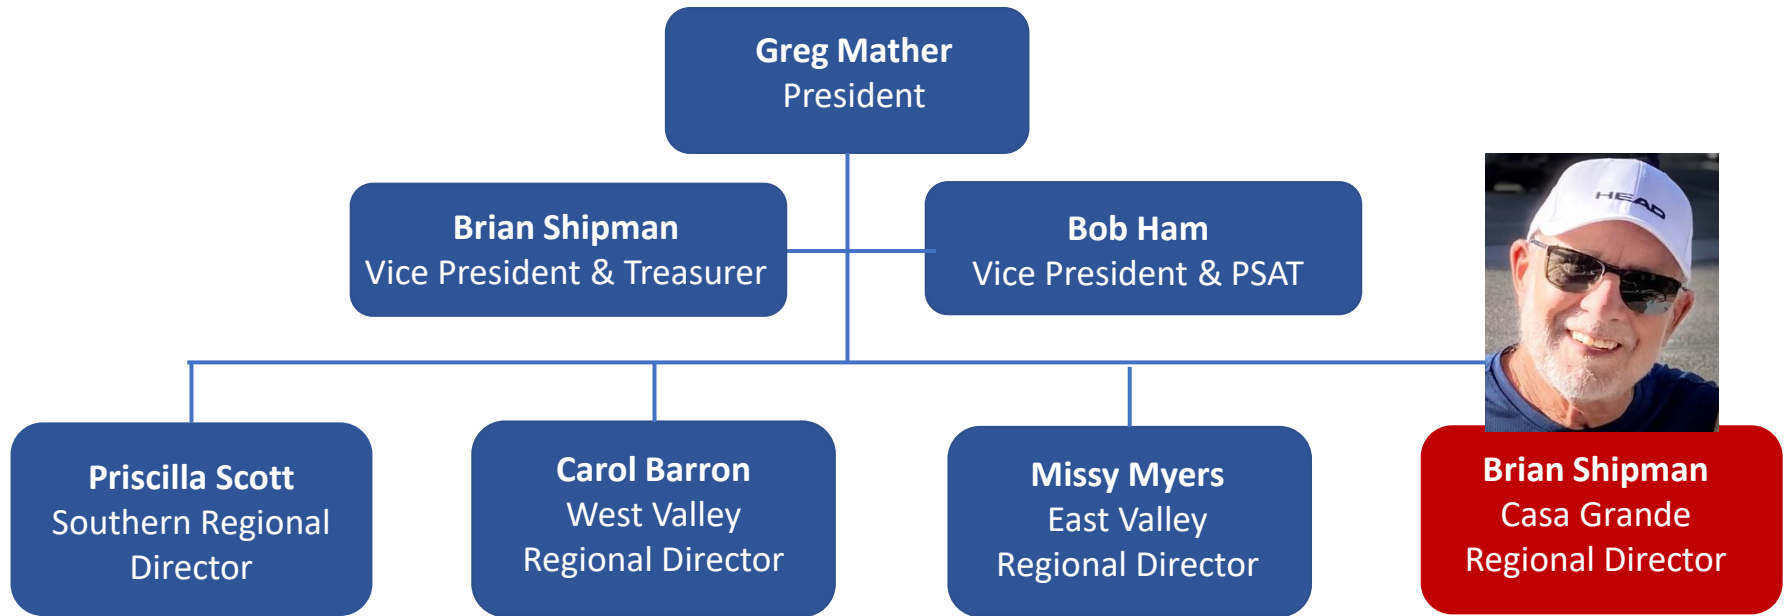 Greg Mather
President
Brian Shipman
Vice President & Treasurer
Bob Ham
Vice President & PSAT
HEAD
Priscilla Scott
Southern Regional
Director
Carol Barron
West Valley
Regional Director
Missy Myers
East Valley
Regional Director
Brian Shipman
Casa Grande
Regional Director